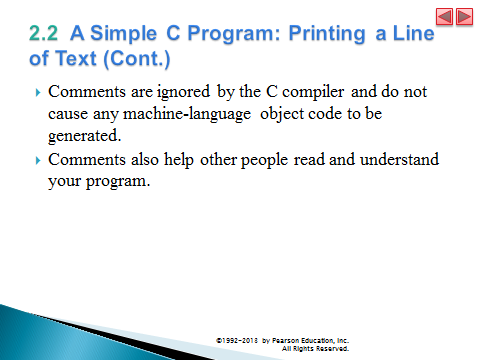 2.2 A Simple C Program: Printing a Line
of Text (Cont.)
Comments are ignored by the C compiler and do not
cause any machine-language object code to be
generated.
Comments also help other people read and understand
your program.
©1992-2013 by Pearson Education, Inc.
All Rights Reserved.